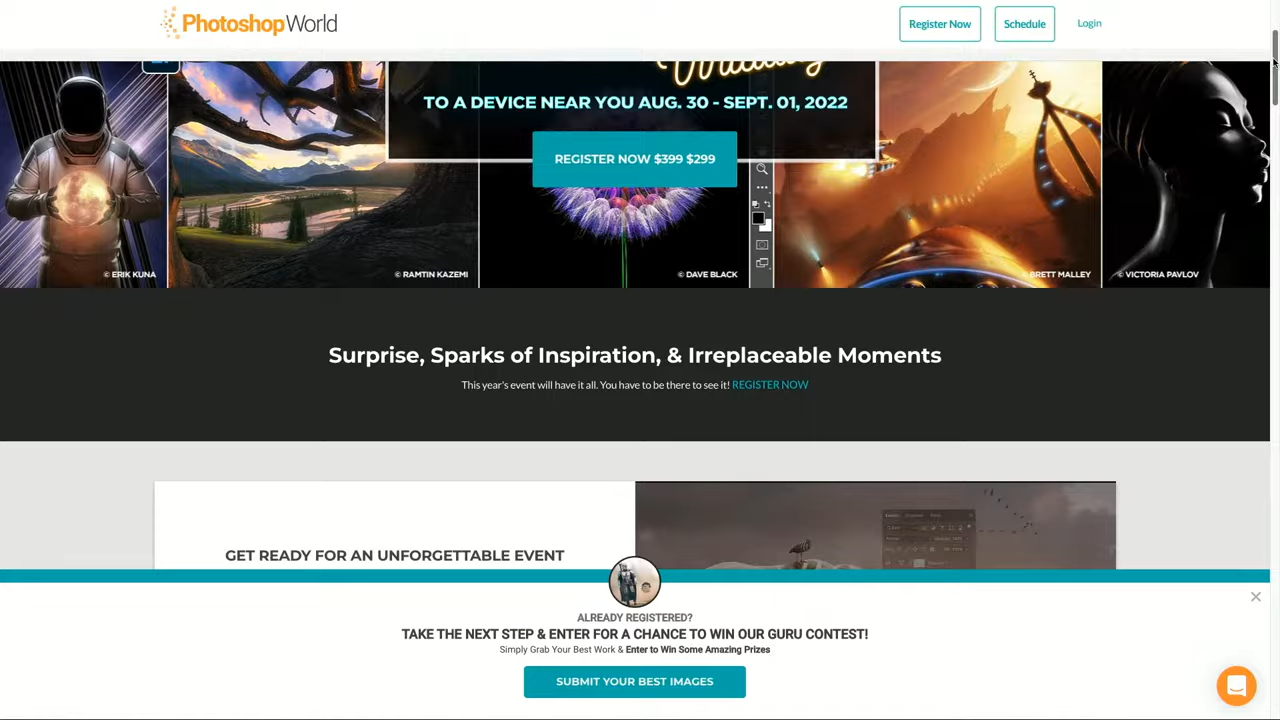 PhotoshopWorld
Register Now
Schedule
Login
TO A DEVICE NEAR YOU AUG. 30 - SEPT. 01, 2022
REGISTER NOW $399 $299
© ERIK KUNA
© RAMTIN KAZEMI
© DAVE BLACK
BRETT MALLEY
© VICTORIA PAVLOV
Surprise, Sparks of Inspiration, & Irreplaceable Moments
This year's event will have it all. You have to be there to see it! REGISTER NOW
GET READY FOR AN UNFORGETTABLE EVENT
ALREADY REGISTERED?
TAKE THE NEXT STEP & ENTER FOR A CHANCE TO WIN OUR GURU CONTEST!
Simply Grab Your Best Work & Enter to Win Some Amazing Prizes
SUBMIT YOUR BEST IMAGES